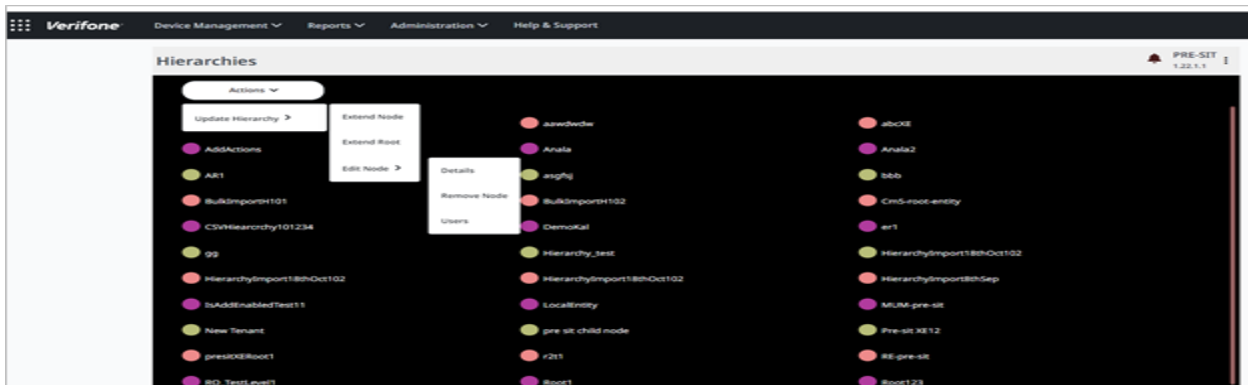 Verifone Device Management Reports Administration Help & Support
Hierarchies PRE-SIT
1.22.1.1
Actions
Update Hierarchy > Extend Node aawdwdw abcXE
Extend Root
AddActions Anala Anala2
Edit Node > Details
AR1 asgfsj bbb
Remove Node
BulkImportH101 BulkImportH102 CmS-root-entity
Users
CSVHiearcrchy101234 DemoKal er1
gg Hierarchy_test HierarchyImport18thOct102
HierarchyImport18thOct102 HierarchyImport18thOct102 HierarchyImport8thSep
IsAddEnabledTest11 LocalEntity MUM-pre-sit
New Tenant pre sit child node Pre-sit XE12
presitXERoot1 r2t1 RE-pre-sit
RO_TestLevel1 Root1 Root123